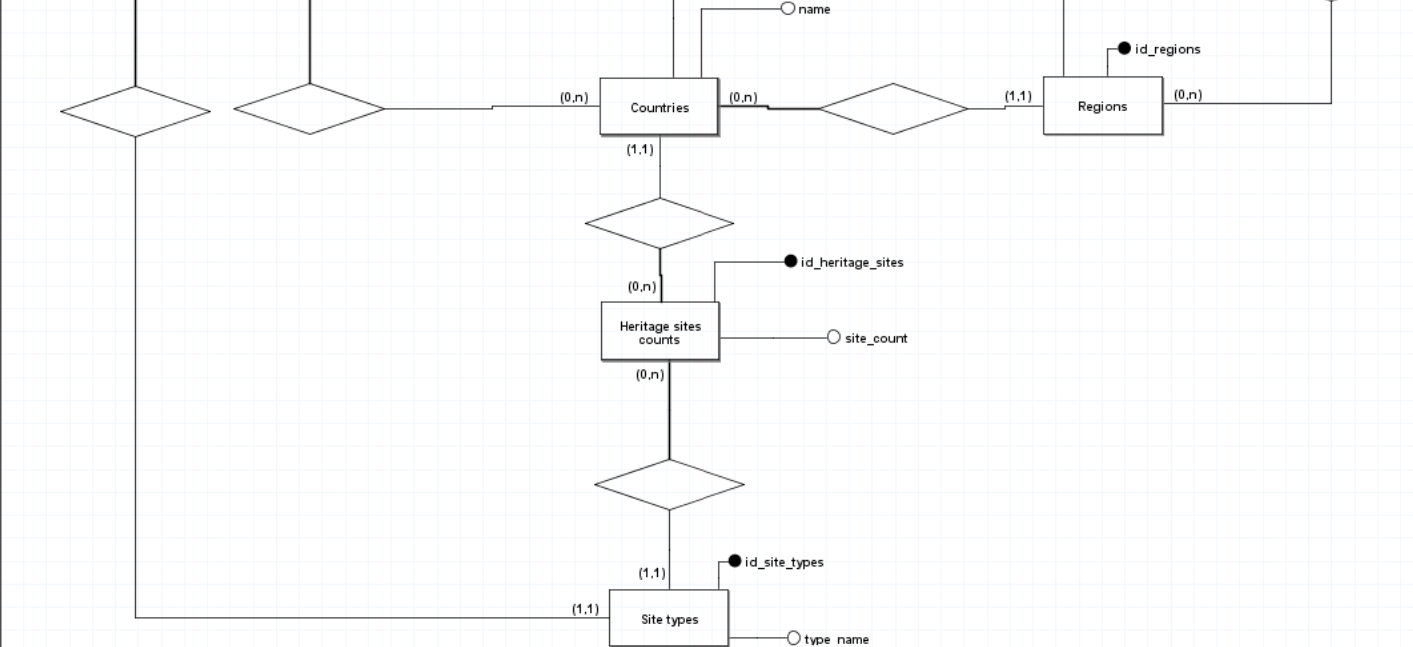 name
id_regions
(0,n)
Countries
(0,n)
(1,1)
Regions
(0,n)
(1,1)
id_heritage_sites
(0,n)
Heritage sites
counts
site_count
(0,n)
id_site_types
(1,1)
(1,1)
Site types
type_name